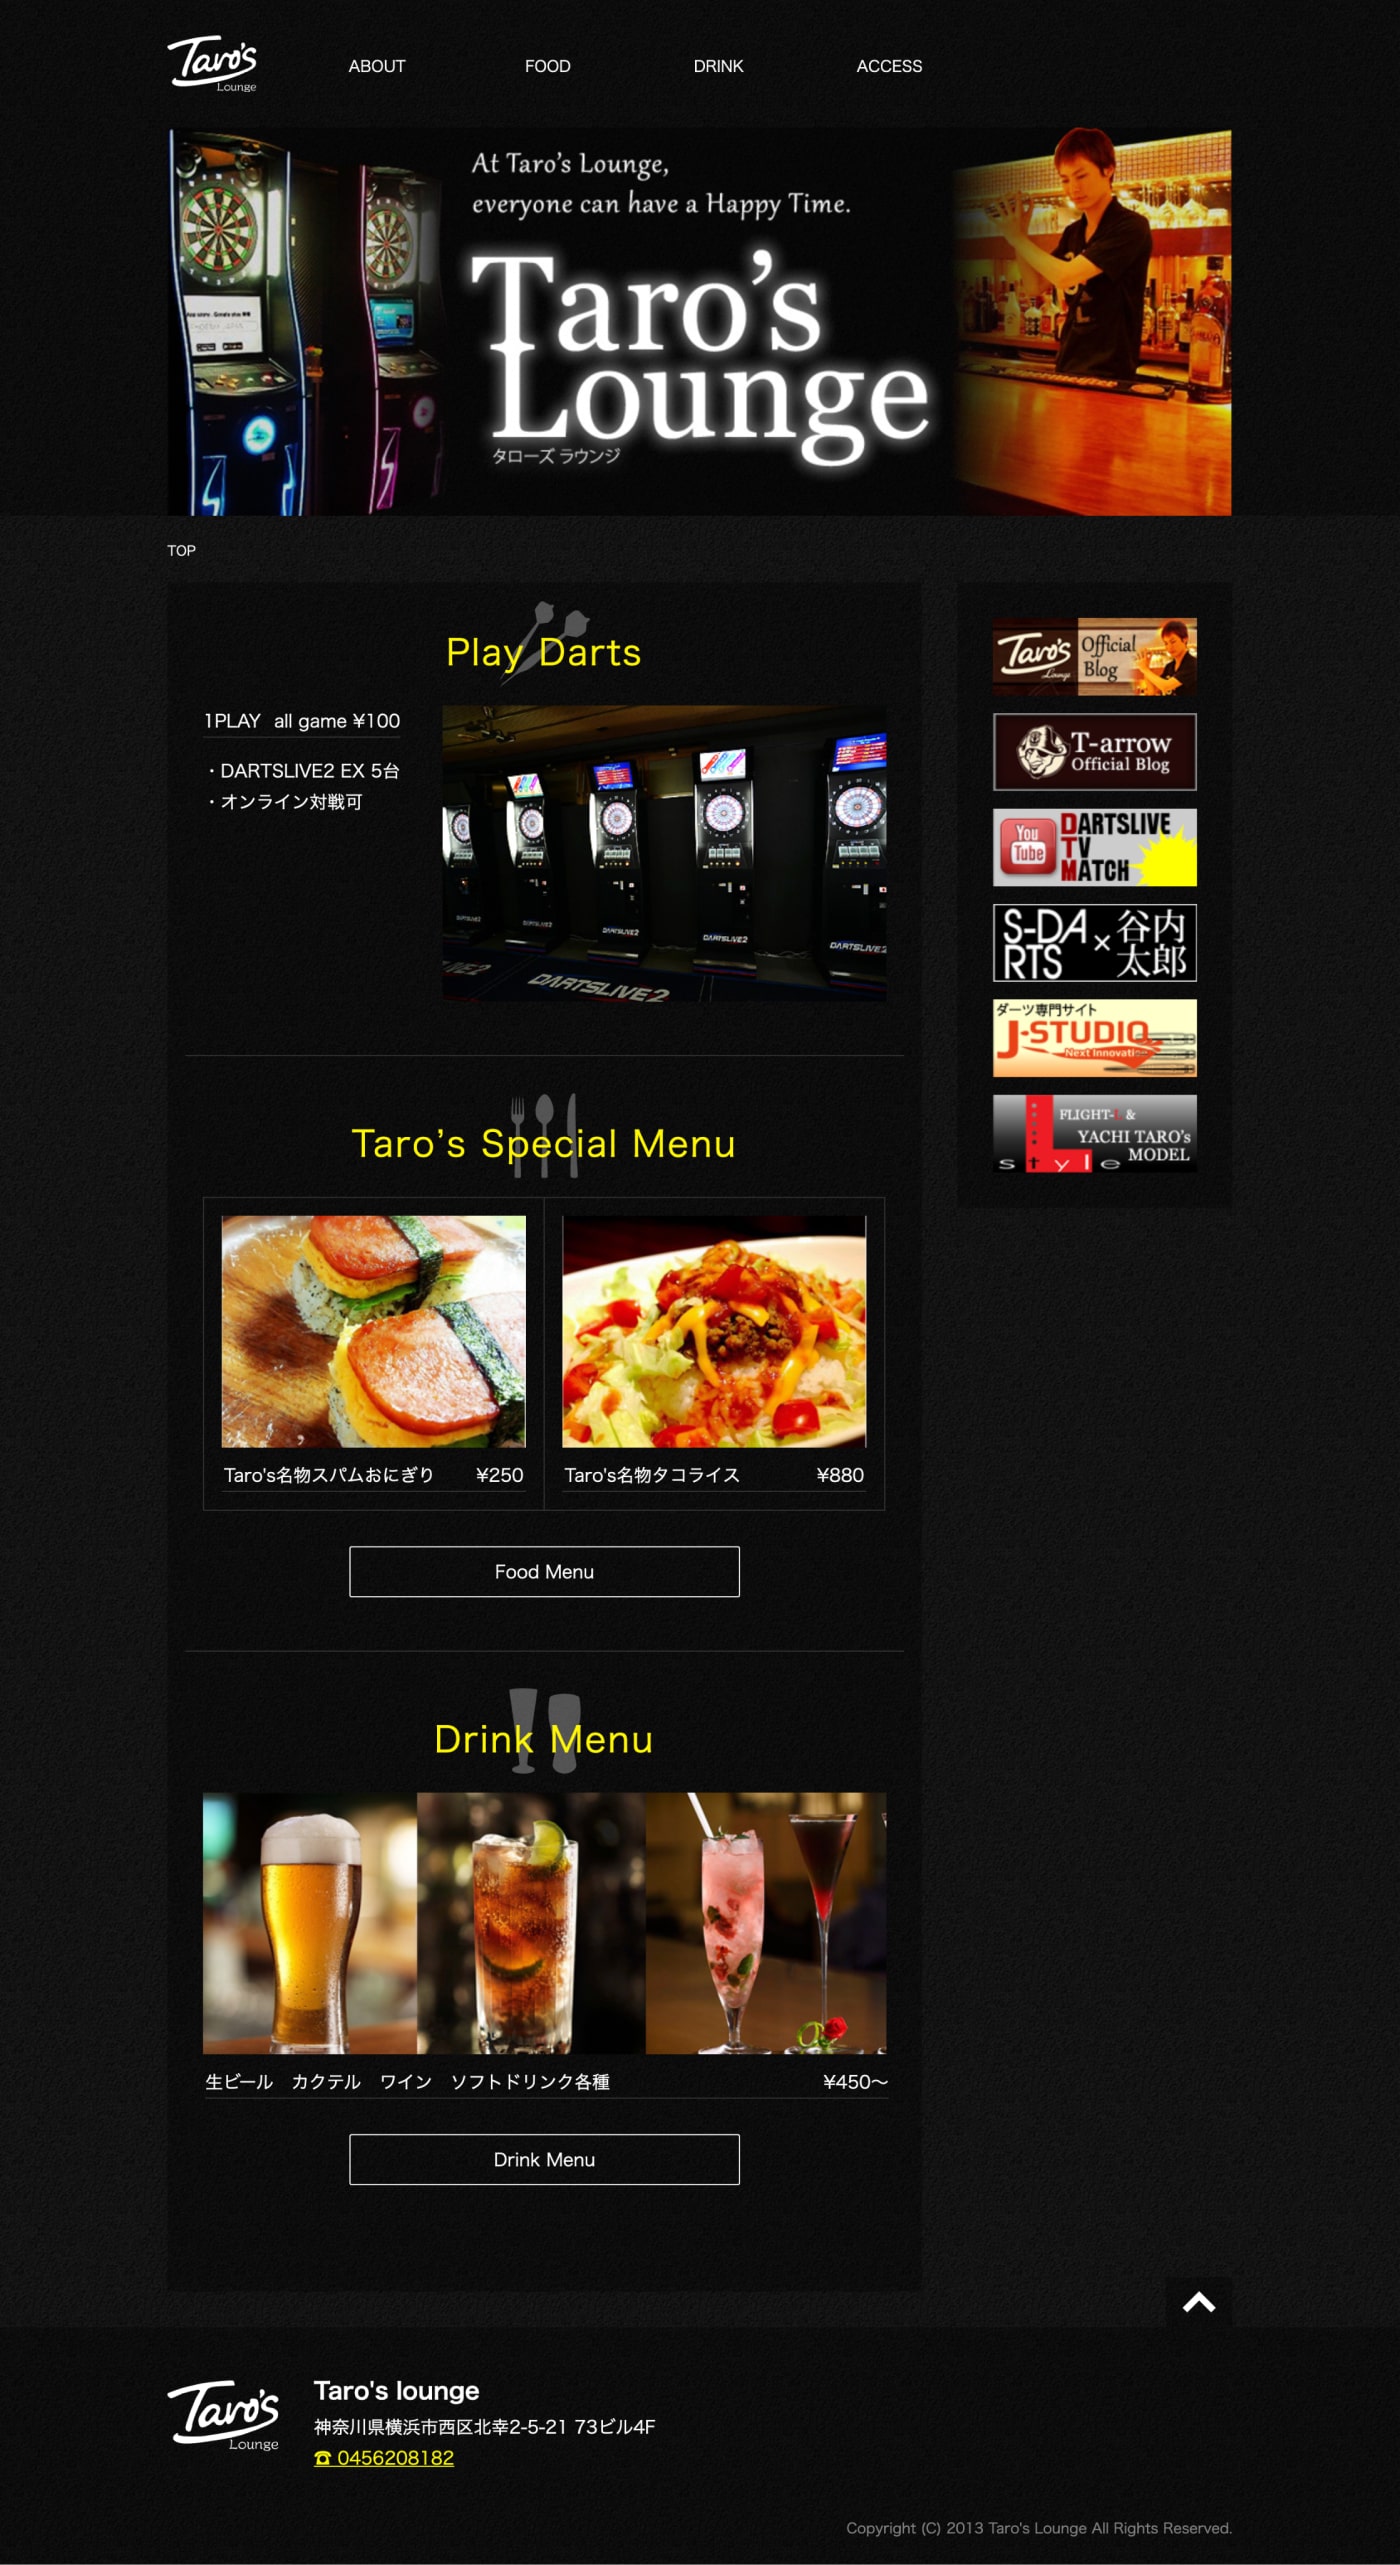 Taro's
Lounge
ABOUT
FOOD
DRINK
ACCESS
At Taro's Lounge,
everyone can have a Happy Time.
Taro's
Lounge
タローズ ラウンジ
TOP
Play Darts
1PLAY all game ¥100
・DARTSLIVE2 EX 5台
・オンライン対戦可
DARTSLIVE2
DARTSLIVE2
DARTSLIVE2
DARTSLIVE2
Taro's
Lounge
Official
Blog
T-arrow
Official Blog
You
Tube
DARTSLIVE
TV
MATCH
S-DA
RTS
×
谷内
太郎
ダーツ専門サイト
J-STUDIO
Next Innovation
FLIGHT-L &
YACHI TARO's
MODEL
style
Taro's Special Menu
Taro's名物スパムおにぎり ¥250
Taro's名物タコライス ¥880
Food Menu
Drink Menu
生ビール　カクテル　ワイン　ソフトドリンク各種 ¥450〜
Drink Menu
Taro's
Lounge
Taro's lounge
神奈川県横浜市西区北幸2-5-21 73ビル4F
☎ 0456208182
Copyright (C) 2013 Taro's Lounge All Rights Reserved.